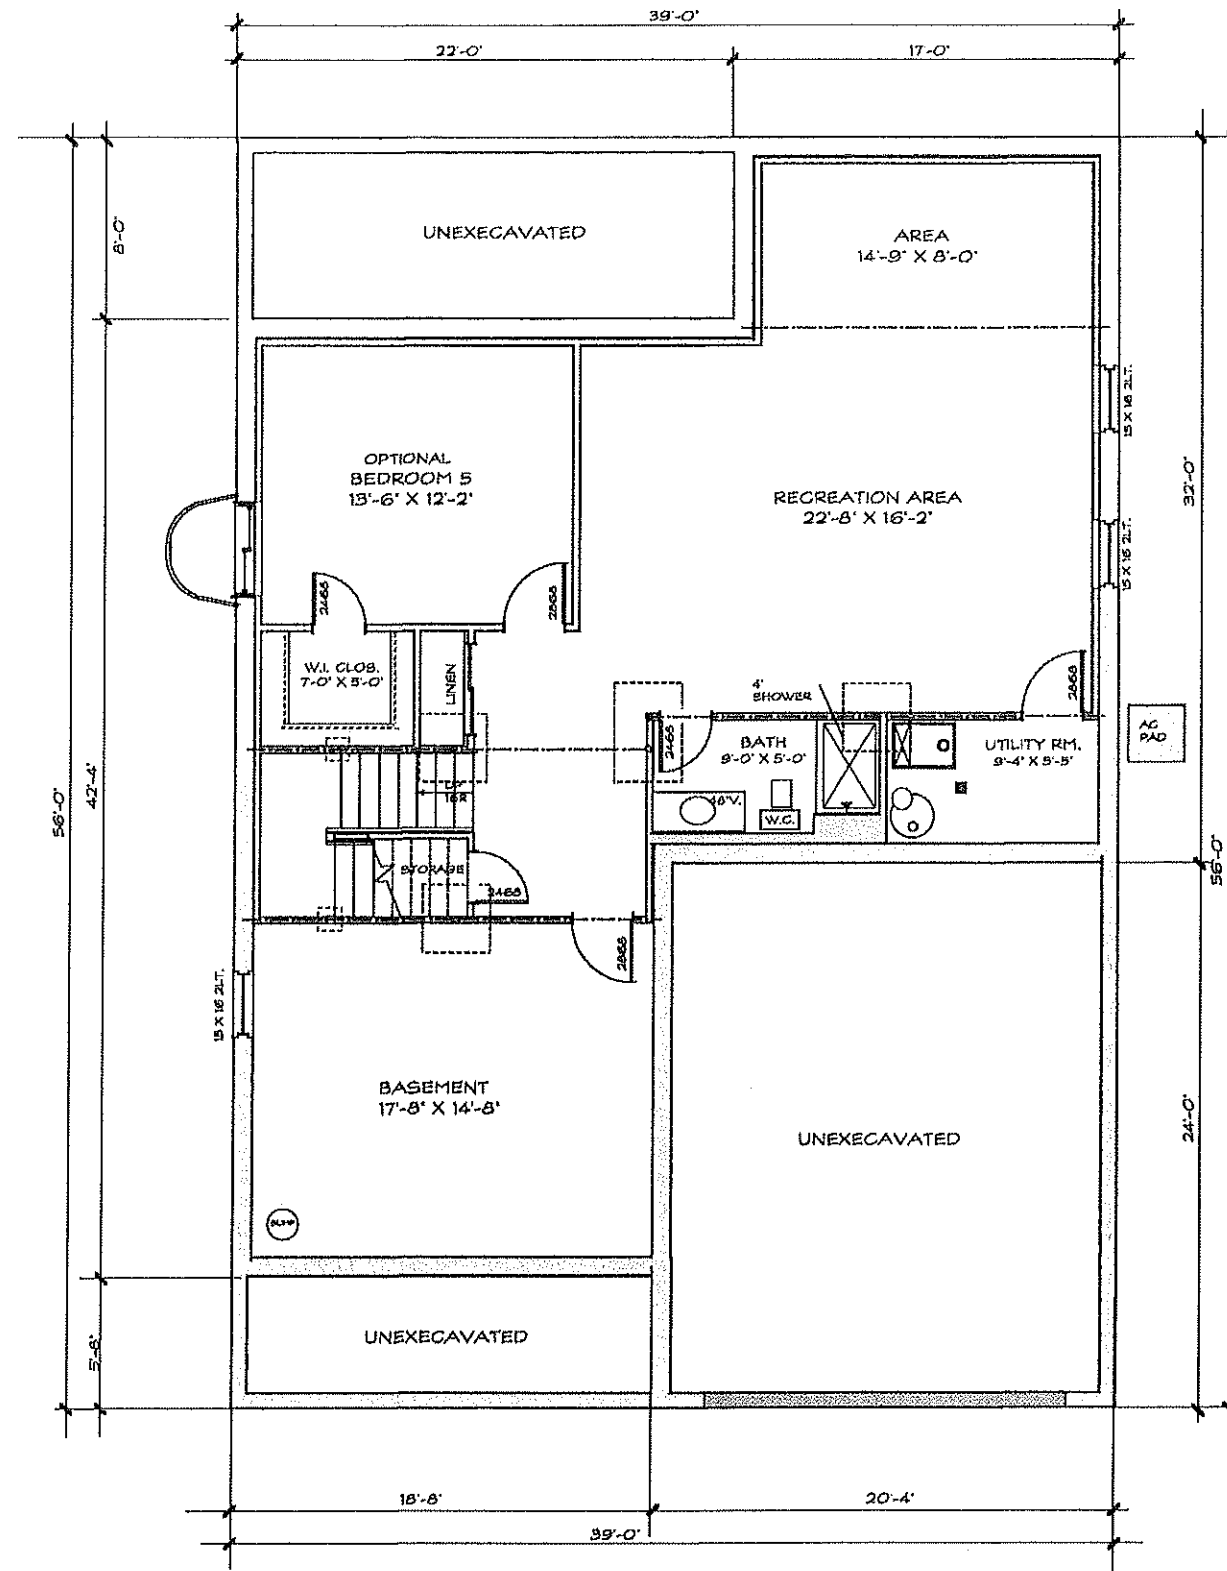 39'-0"
22'-0"
17'-0"
8'-0"
UNEXECAVATED
AREA
14'-9" X 8'-0"
15 X 16 2LT.
OPTIONAL
BEDROOM 5
13'-6" X 12'-2"
RECREATION AREA
22'-8" X 16'-2"
32'-0"
15 X 16 2LT.
2468
2868
W.I. CLOS.
7'-0" X 5'-0"
LINEN
4'
SHOWER
2868
AC
PAD
2468
BATH
9'-0" X 5'-0"
UTILITY RM.
9'-4" X 5'-5"
42'-4"
56'-0"
16R
48"V.
W.C.
STORAGE
2468
56'-0"
2868
15 X 16 2LT.
BASEMENT
17'-8" X 14'-8"
24'-0"
UNEXECAVATED
SUMP
UNEXECAVATED
5'-8"
18'-8"
20'-4"
39'-0"